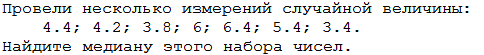 Провели несколько измерений случайной величины:
4.4; 4.2; 3.8; 6; 6.4; 5.4; 3.4.
Найдите медиану этого набора чисел.